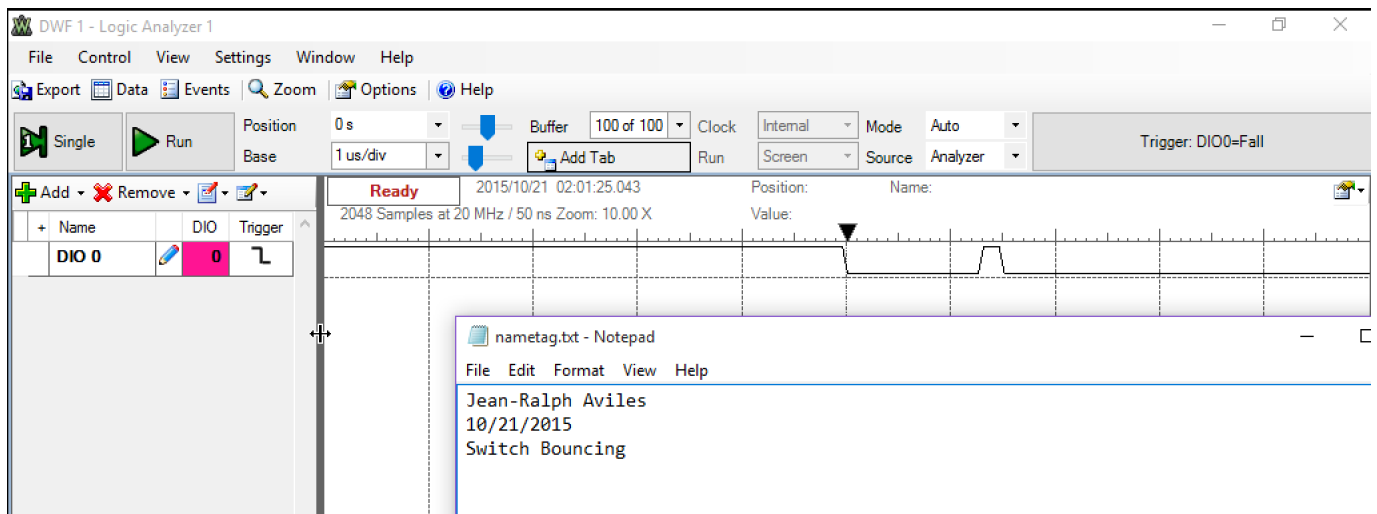 DWF 1 - Logic Analyzer 1
File Control View Settings Window Help
Export Data Events Zoom Options Help
Single Run Position 0 s Buffer 100 of 100 Clock Internal Mode Auto Trigger: DIO0=Fall
Base 1 us/div Add Tab Run Screen Source Analyzer
Add Remove Ready 2015/10/21 02:01:25.043 Position: Name:
2048 Samples at 20 MHz / 50 ns Zoom: 10.00 X Value:
+ Name DIO Trigger
DIO 0 0
nametag.txt - Notepad
File Edit Format View Help
Jean-Ralph Aviles
10/21/2015
Switch Bouncing